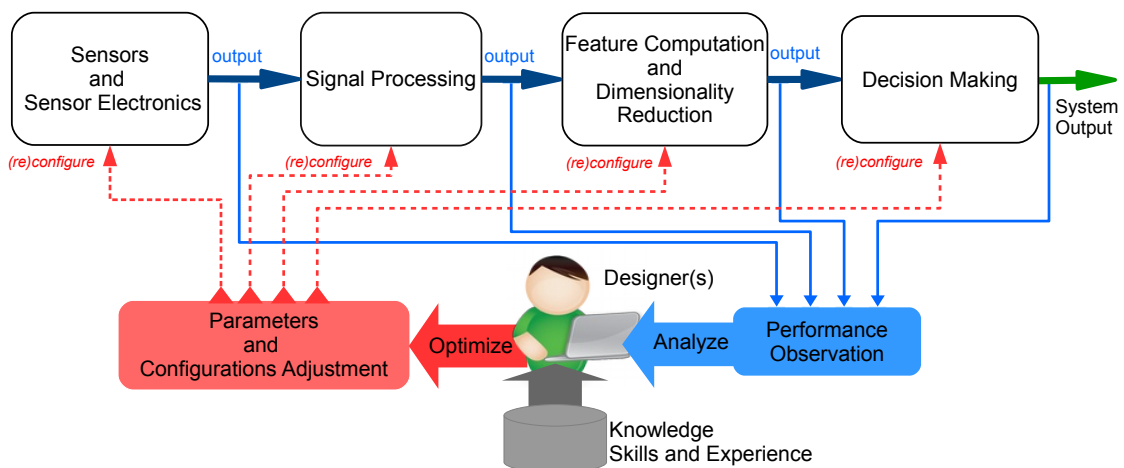 Sensors
and
Sensor Electronics
output
Signal Processing
output
Feature Computation
and
Dimensionality
Reduction
output
Decision Making
System
Output
(re)configure
(re)configure
(re)configure
(re)configure
Designer(s)
Parameters
and
Configurations Adjustment
Optimize
Analyze
Performance
Observation
Knowledge
Skills and Experience